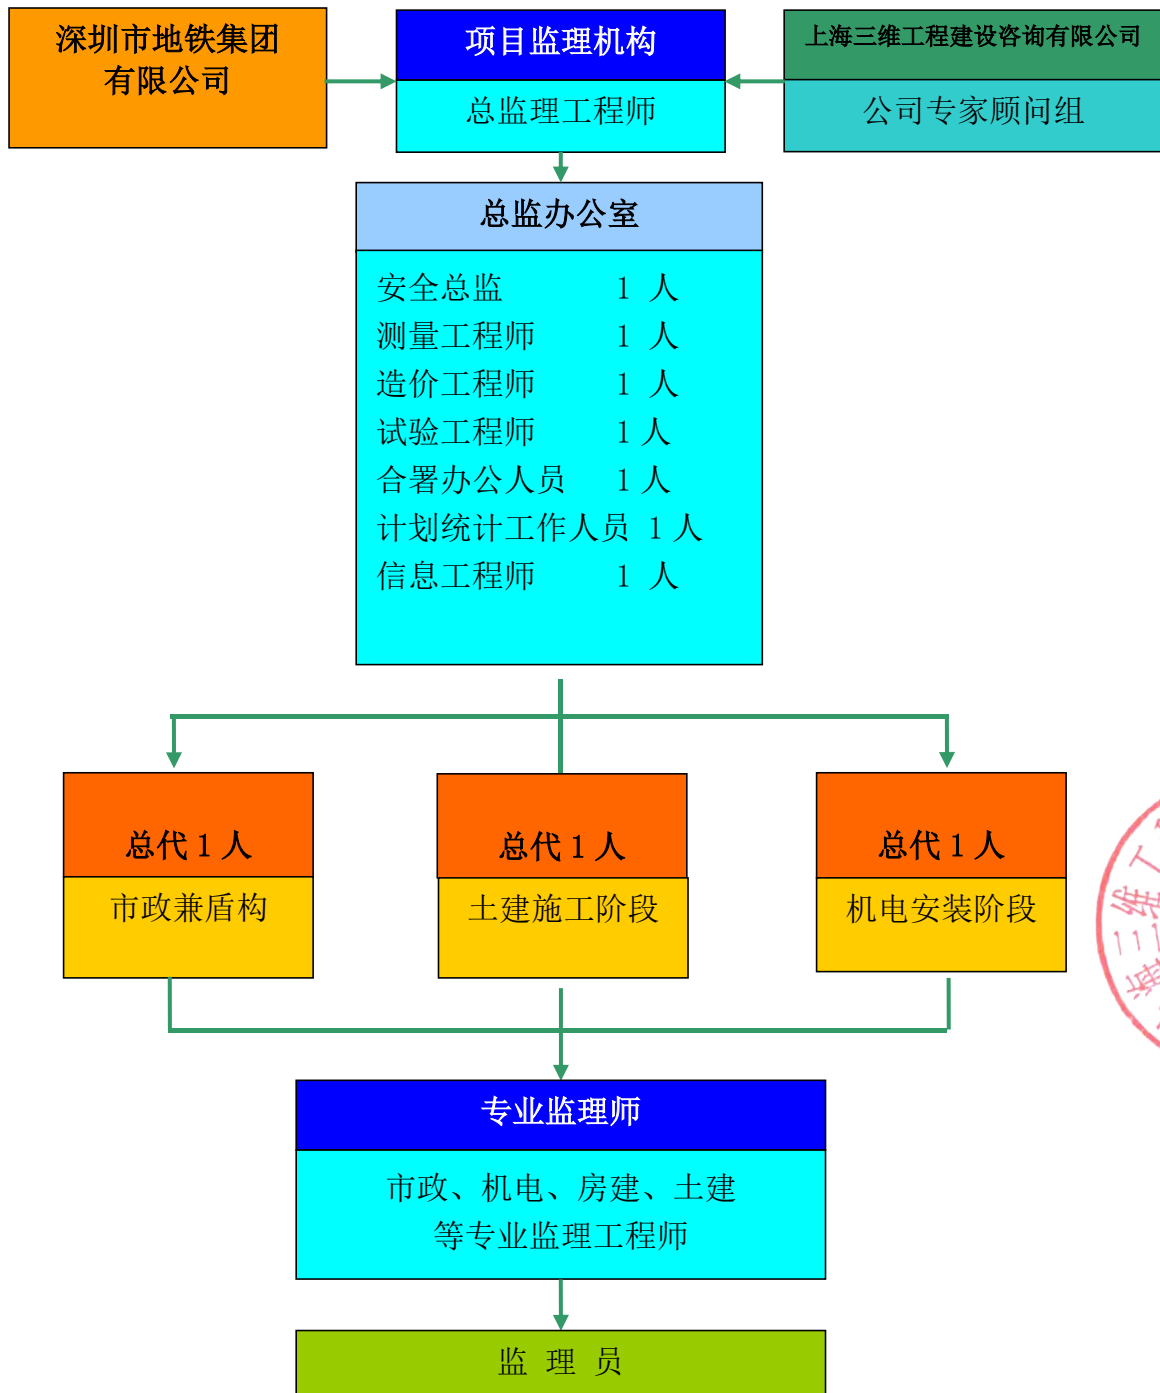 深圳市地铁集团
有限公司
项目监理机构
总监理工程师
上海三维工程建设咨询有限公司
公司专家顾问组
总监办公室
安全总监 1 人
测量工程师 1 人
造价工程师 1 人
试验工程师 1 人
合署办公人员 1 人
计划统计工作人员 1 人
信息工程师 1 人
总代 1 人
市政兼盾构
总代 1 人
土建施工阶段
总代 1 人
机电安装阶段
海三维工
专业监理师
市政、机电、房建、土建
等专业监理工程师
监 理 员